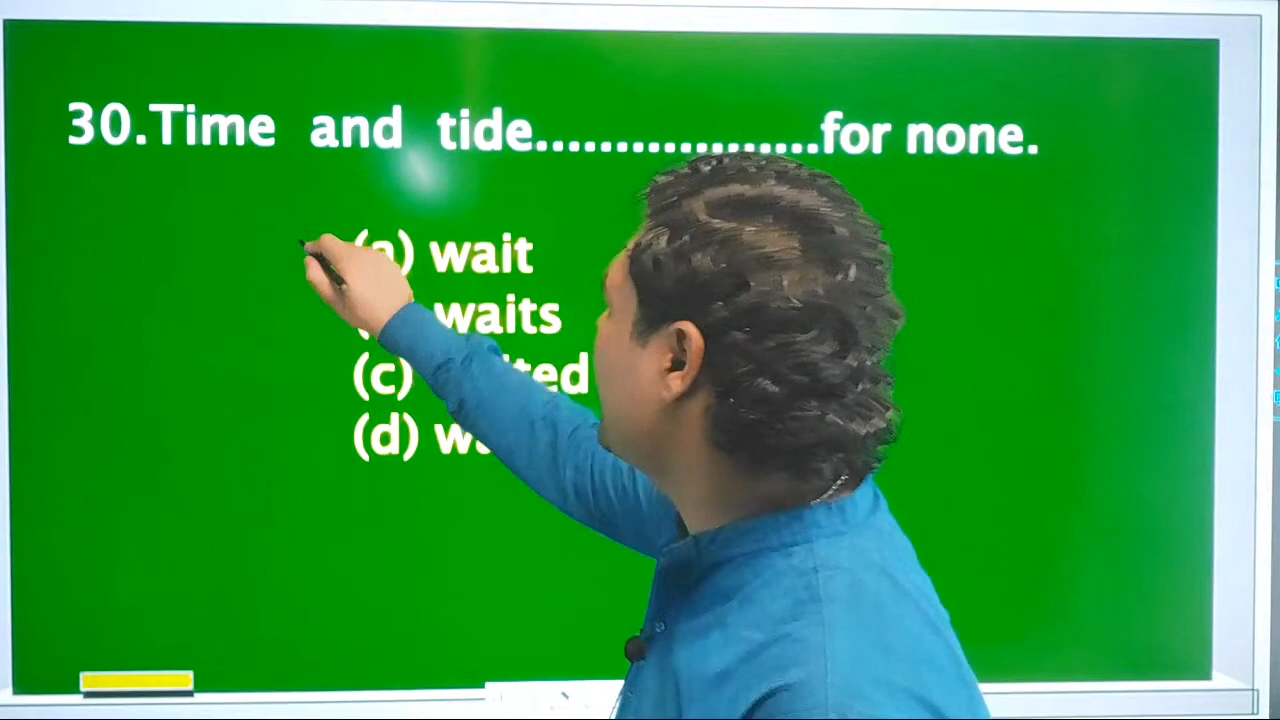 30.Time and tide..................for none.
(a) wait
waits
(c)
(d)